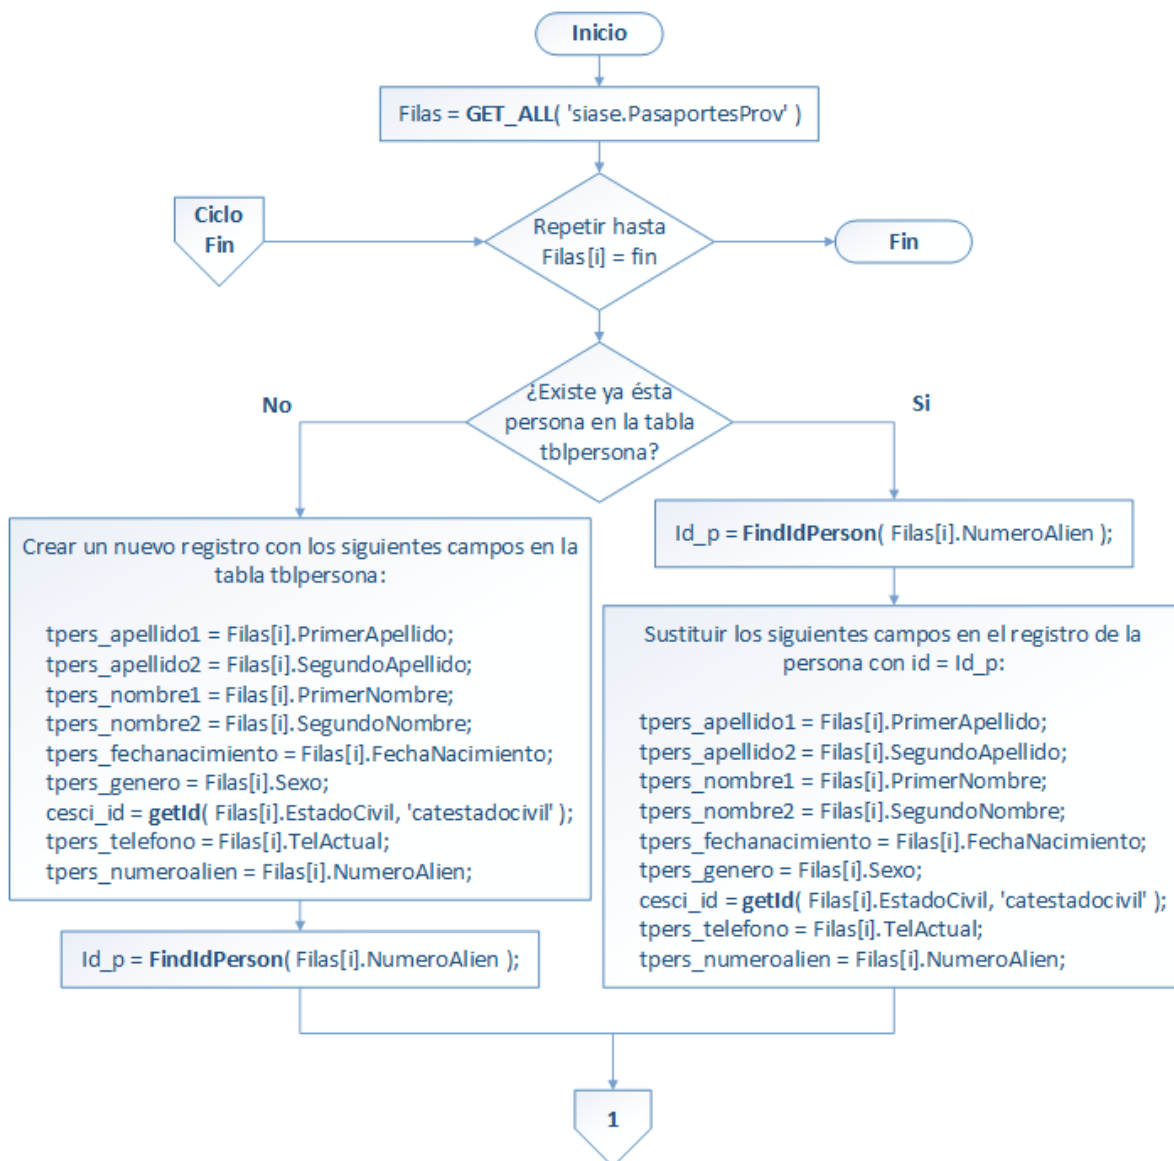 Inicio
Filas = GET_ALL( 'siase.PasaportesProv' )
Ciclo
Fin
Repetir hasta
Filas[i] = fin
Fin
¿Existe ya ésta
persona en la tabla
tblpersona?
No
Si
Crear un nuevo registro con los siguientes campos en la
tabla tblpersona:
tpers_apellido1 = Filas[i].PrimerApellido;
tpers_apellido2 = Filas[i].SegundoApellido;
tpers_nombre1 = Filas[i].PrimerNombre;
tpers_nombre2 = Filas[i].SegundoNombre;
tpers_fechanacimiento = Filas[i].FechaNacimiento;
tpers_genero = Filas[i].Sexo;
cesci_id = getId( Filas[i].EstadoCivil, 'catestadocivil' );
tpers_telefono = Filas[i].TelActual;
tpers_numeroalien = Filas[i].NumeroAlien;
Id_p = FindIdPerson( Filas[i].NumeroAlien );
Id_p = FindIdPerson( Filas[i].NumeroAlien );
Sustituir los siguientes campos en el registro de la
persona con id = Id_p:
tpers_apellido1 = Filas[i].PrimerApellido;
tpers_apellido2 = Filas[i].SegundoApellido;
tpers_nombre1 = Filas[i].PrimerNombre;
tpers_nombre2 = Filas[i].SegundoNombre;
tpers_fechanacimiento = Filas[i].FechaNacimiento;
tpers_genero = Filas[i].Sexo;
cesci_id = getId( Filas[i].EstadoCivil, 'catestadocivil' );
tpers_telefono = Filas[i].TelActual;
tpers_numeroalien = Filas[i].NumeroAlien;
1